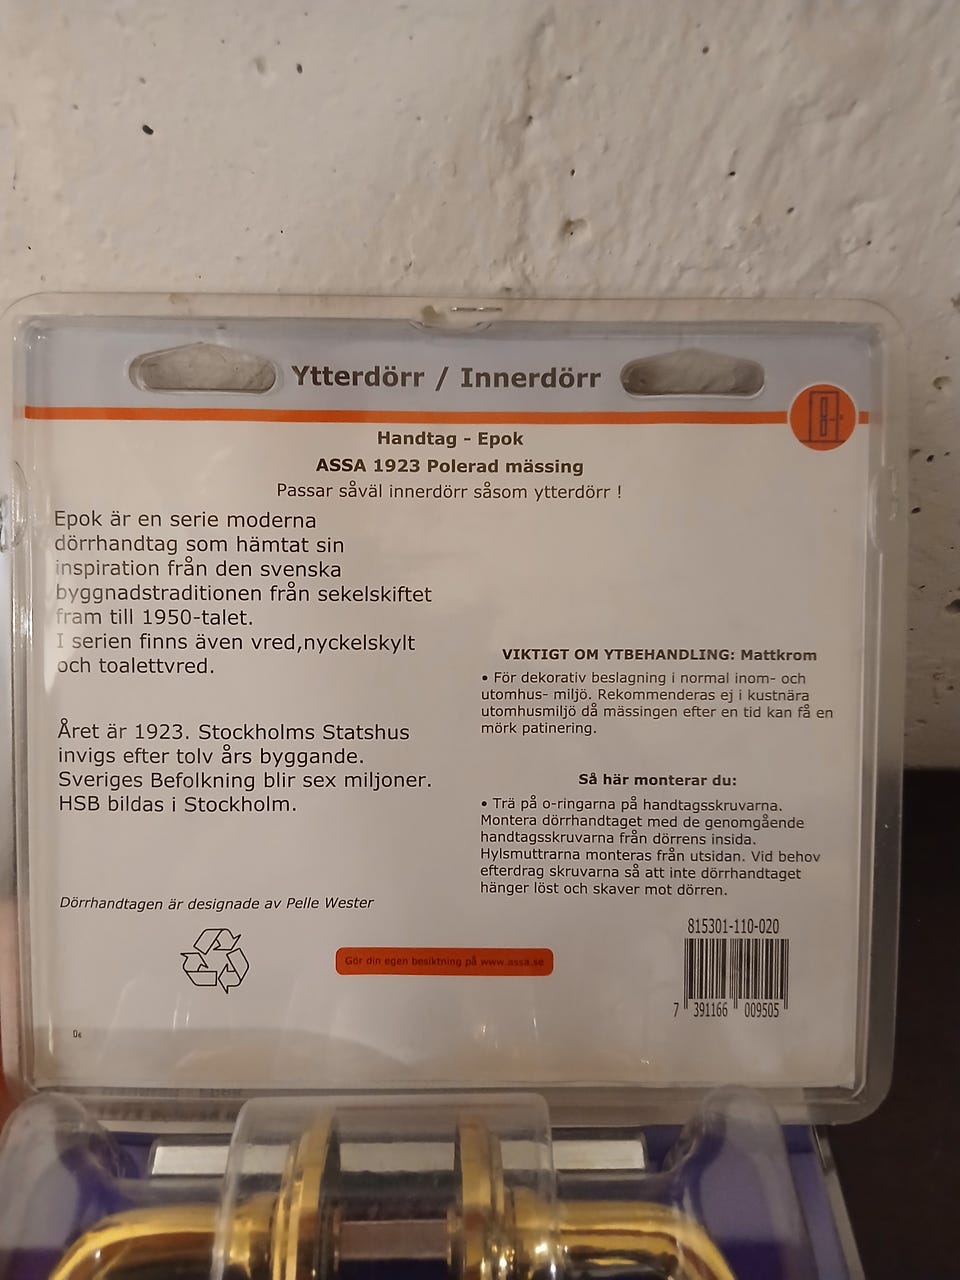 Ytterdörr / Innerdörr
Handtag - Epok
ASSA 1923 Polerad mässing
Passar såväl innerdörr såsom ytterdörr !
Epok är en serie moderna
dörrhandtag som hämtat sin
inspiration från den svenska
byggnadstraditionen från sekelskiftet
fram till 1950-talet.
I serien finns även vred,nyckelskylt
och toalettvred.
Året är 1923. Stockholms Statshus
invigs efter tolv års byggande.
Sveriges Befolkning blir sex miljoner.
HSB bildas i Stockholm.
Dörrhandtagen är designade av Pelle Wester
VIKTIGT OM YTBEHANDLING: Mattkrom
• För dekorativ beslagning i normal inom- och
utomhus- miljö. Rekommenderas ej i kustnära
utomhusmiljö då mässingen efter en tid kan få en
mörk patinering.
Så här monterar du:
• Trä på o-ringarna på handtagsskruvarna.
Montera dörrhandtaget med de genomgående
handtagsskruvarna från dörrens insida.
Hylsmuttrarna monteras från utsidan. Vid behov
efterdrag skruvarna så att inte dörrhandtaget
hänger löst och skaver mot dörren.
Gör din egen besiktning på www.assa.se
815301-110-020
7 391166 009505